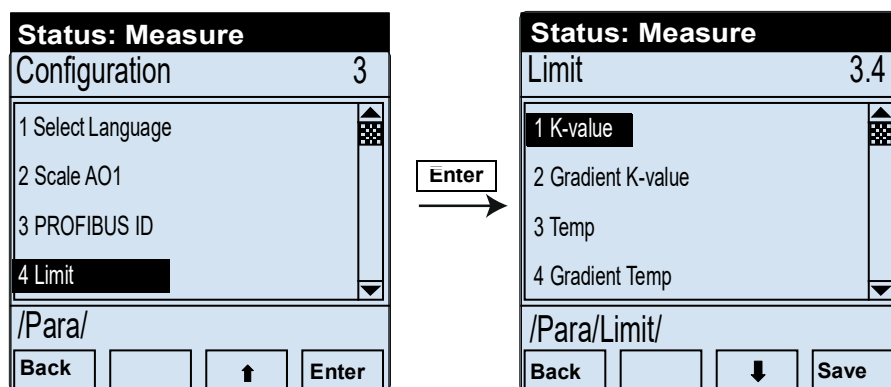 Status: Measure
Configuration 3
1 Select Language
2 Scale AO1
3 PROFIBUS ID
4 Limit
/Para/
Back Enter
Enter
Status: Measure
Limit 3.4
1 K-value
2 Gradient K-value
3 Temp
4 Gradient Temp
/Para/Limit/
Back Save